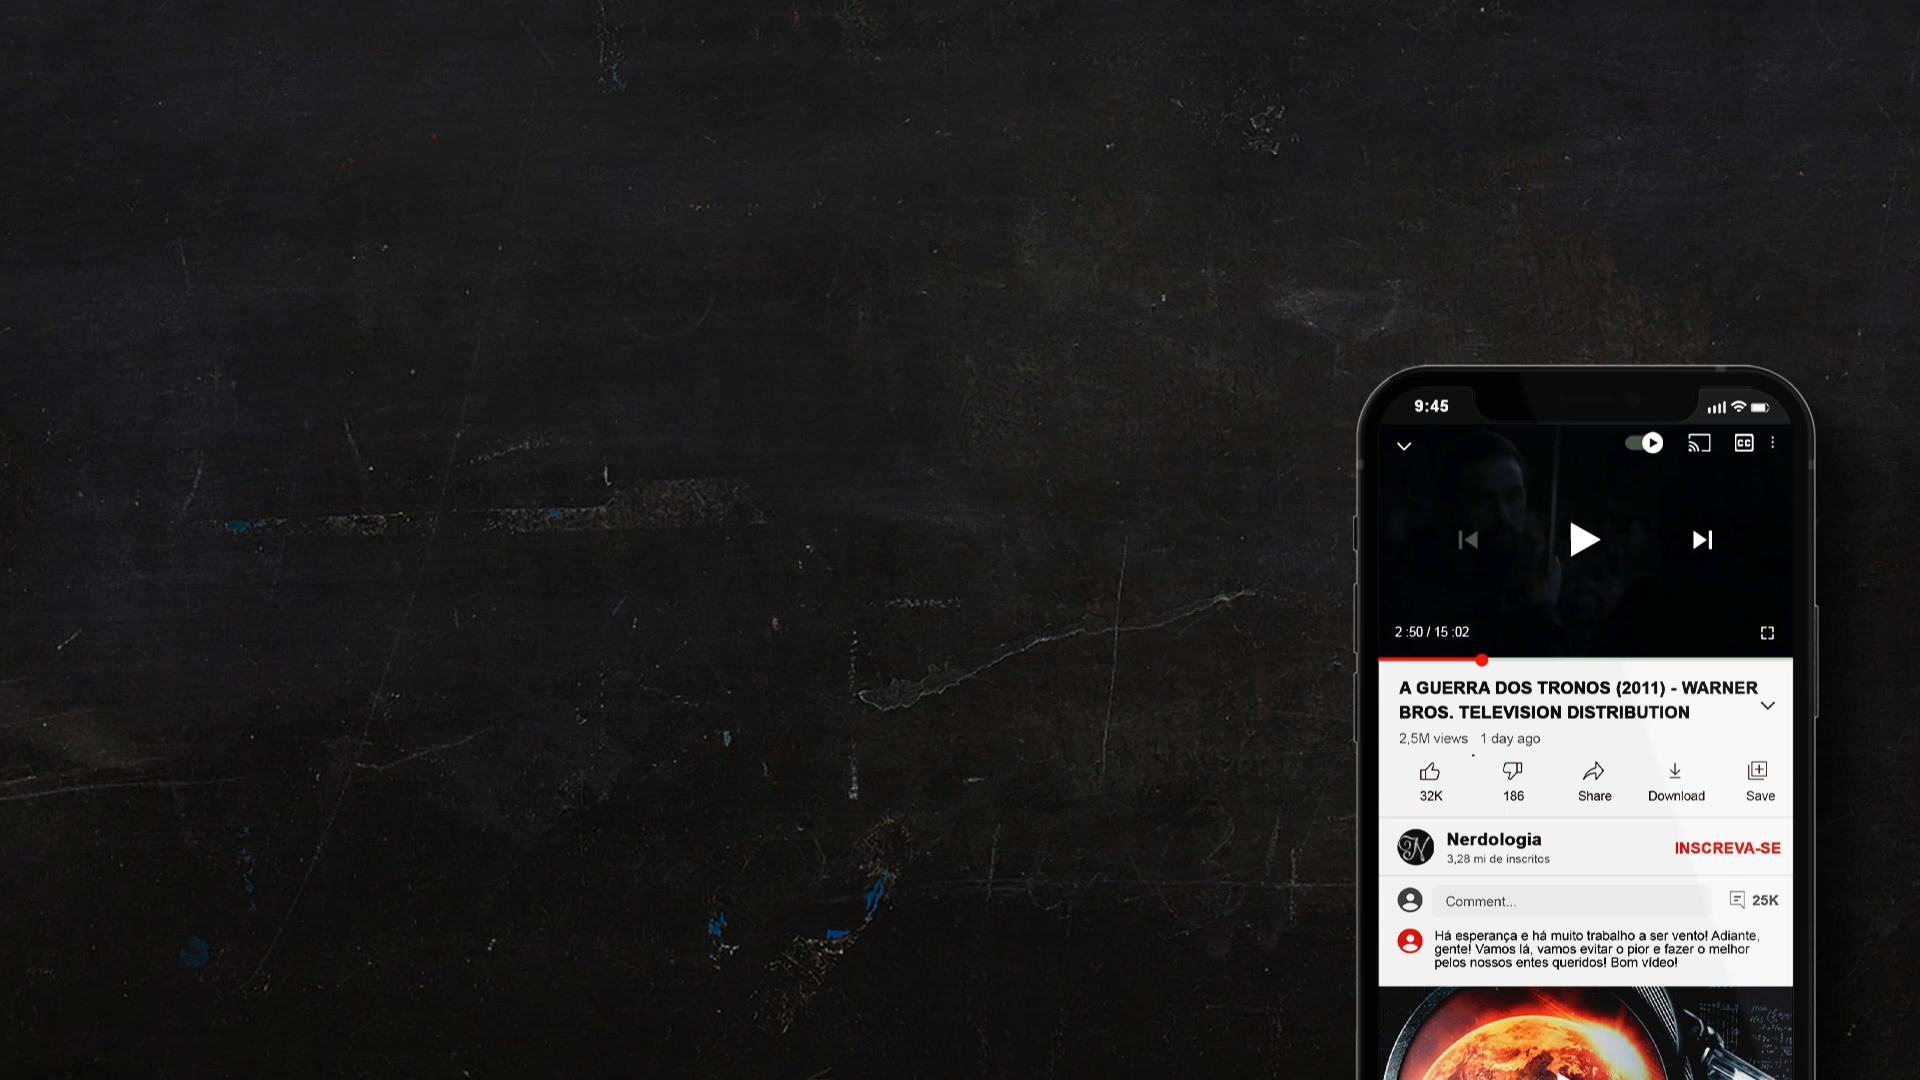 9:45
CC
2 :50 / 15 :02
A GUERRA DOS TRONOS (2011) - WARNER
BROS. TELEVISION DISTRIBUTION
2,5M views 1 day ago
32K 186 Share Download Save
N
Nerdologia
3,28 mi de inscritos
INSCREVA-SE
Comment...
25K
Há esperança e há muito trabalho a ser vento! Adiante,
gente! Vamos lá, vamos evitar o pior e fazer o melhor
pelos nossos entes queridos! Bom vídeo!